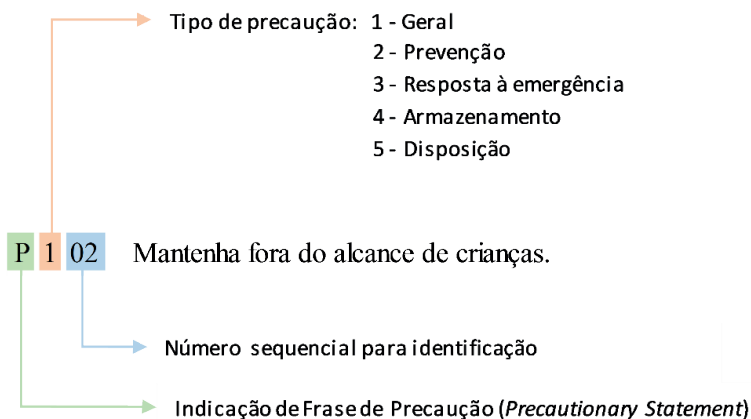 Tipo de precaução: 1 - Geral
2 - Prevenção
3 - Resposta à emergência
4 - Armazenamento
5 - Disposição
P 1 02 Mantenha fora do alcance de crianças.
Número sequencial para identificação
Indicação de Frase de Precaução (Precautionary Statement)